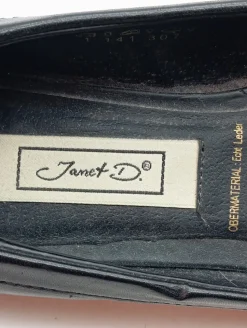 Janet·D.®
OBERMATERIAL: Echt Leder